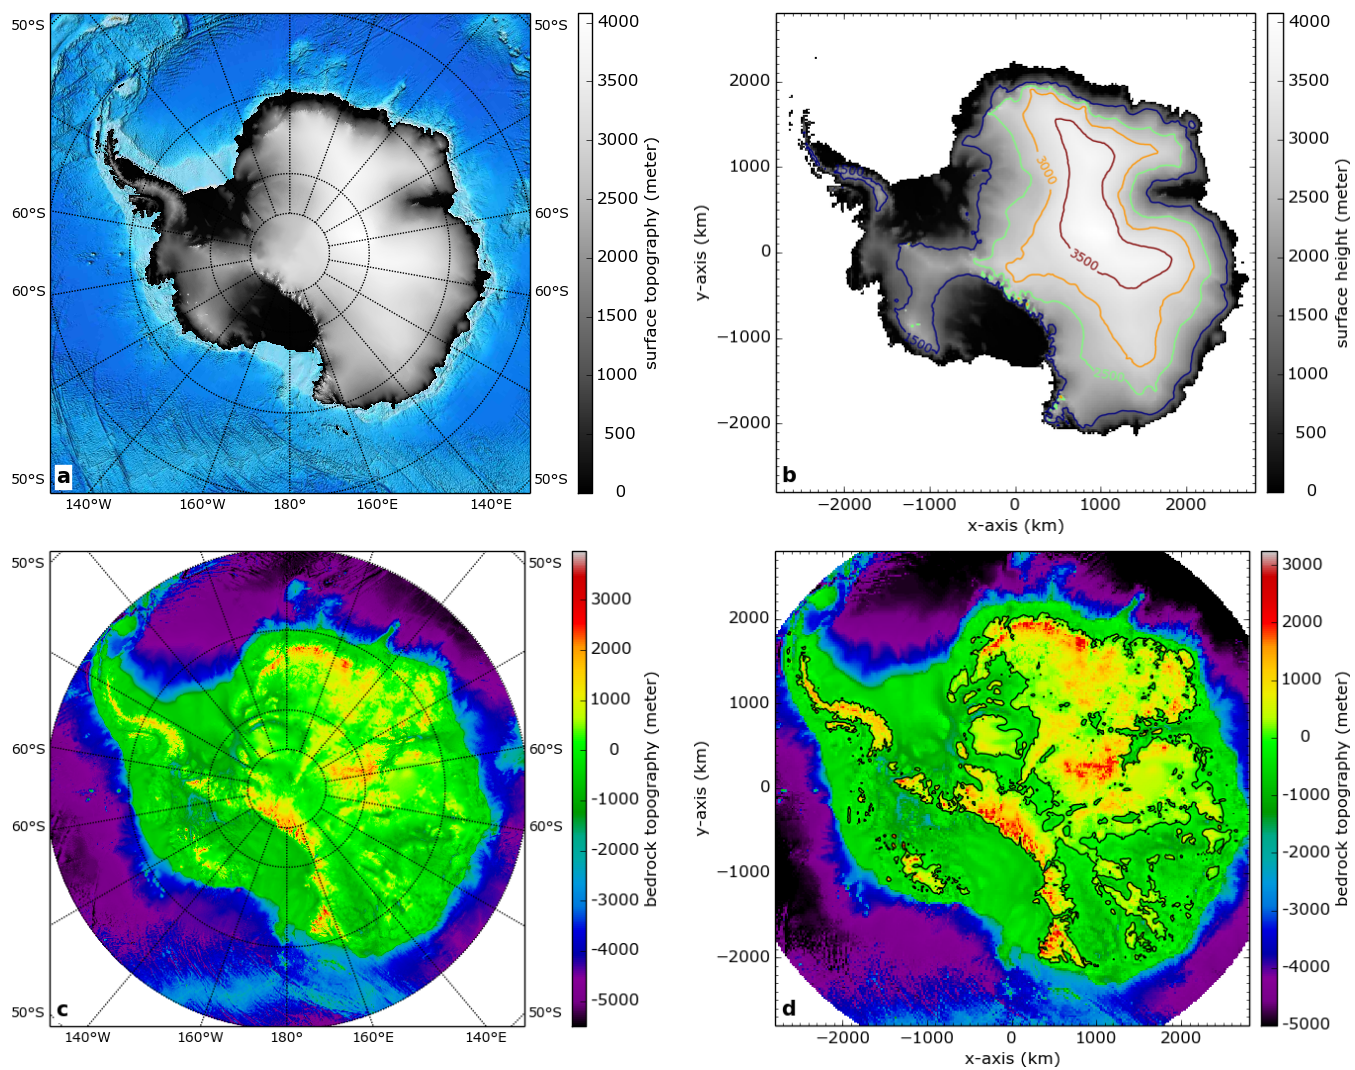 50°S
50°S
60°S
60°S
60°S
60°S
50°S
50°S
140°W
160°W
180°
160°E
140°E
a
4000
3500
3000
2500
2000
1500
1000
500
0
surface topography (meter)
2000
1000
0
−1000
−2000
y-axis (km)
−2000
−1000
0
1000
2000
x-axis (km)
b
1500
3000
3500
1500
2500
4000
3500
3000
2500
2000
1500
1000
500
0
surface height (meter)
50°S
50°S
60°S
60°S
60°S
60°S
50°S
50°S
140°W
160°W
180°
160°E
140°E
c
3000
2000
1000
0
-1000
-2000
-3000
-4000
-5000
bedrock topography (meter)
2000
1000
0
−1000
−2000
y-axis (km)
−2000
−1000
0
1000
2000
x-axis (km)
d
3000
2000
1000
0
-1000
-2000
-3000
-4000
-5000
bedrock topography (meter)